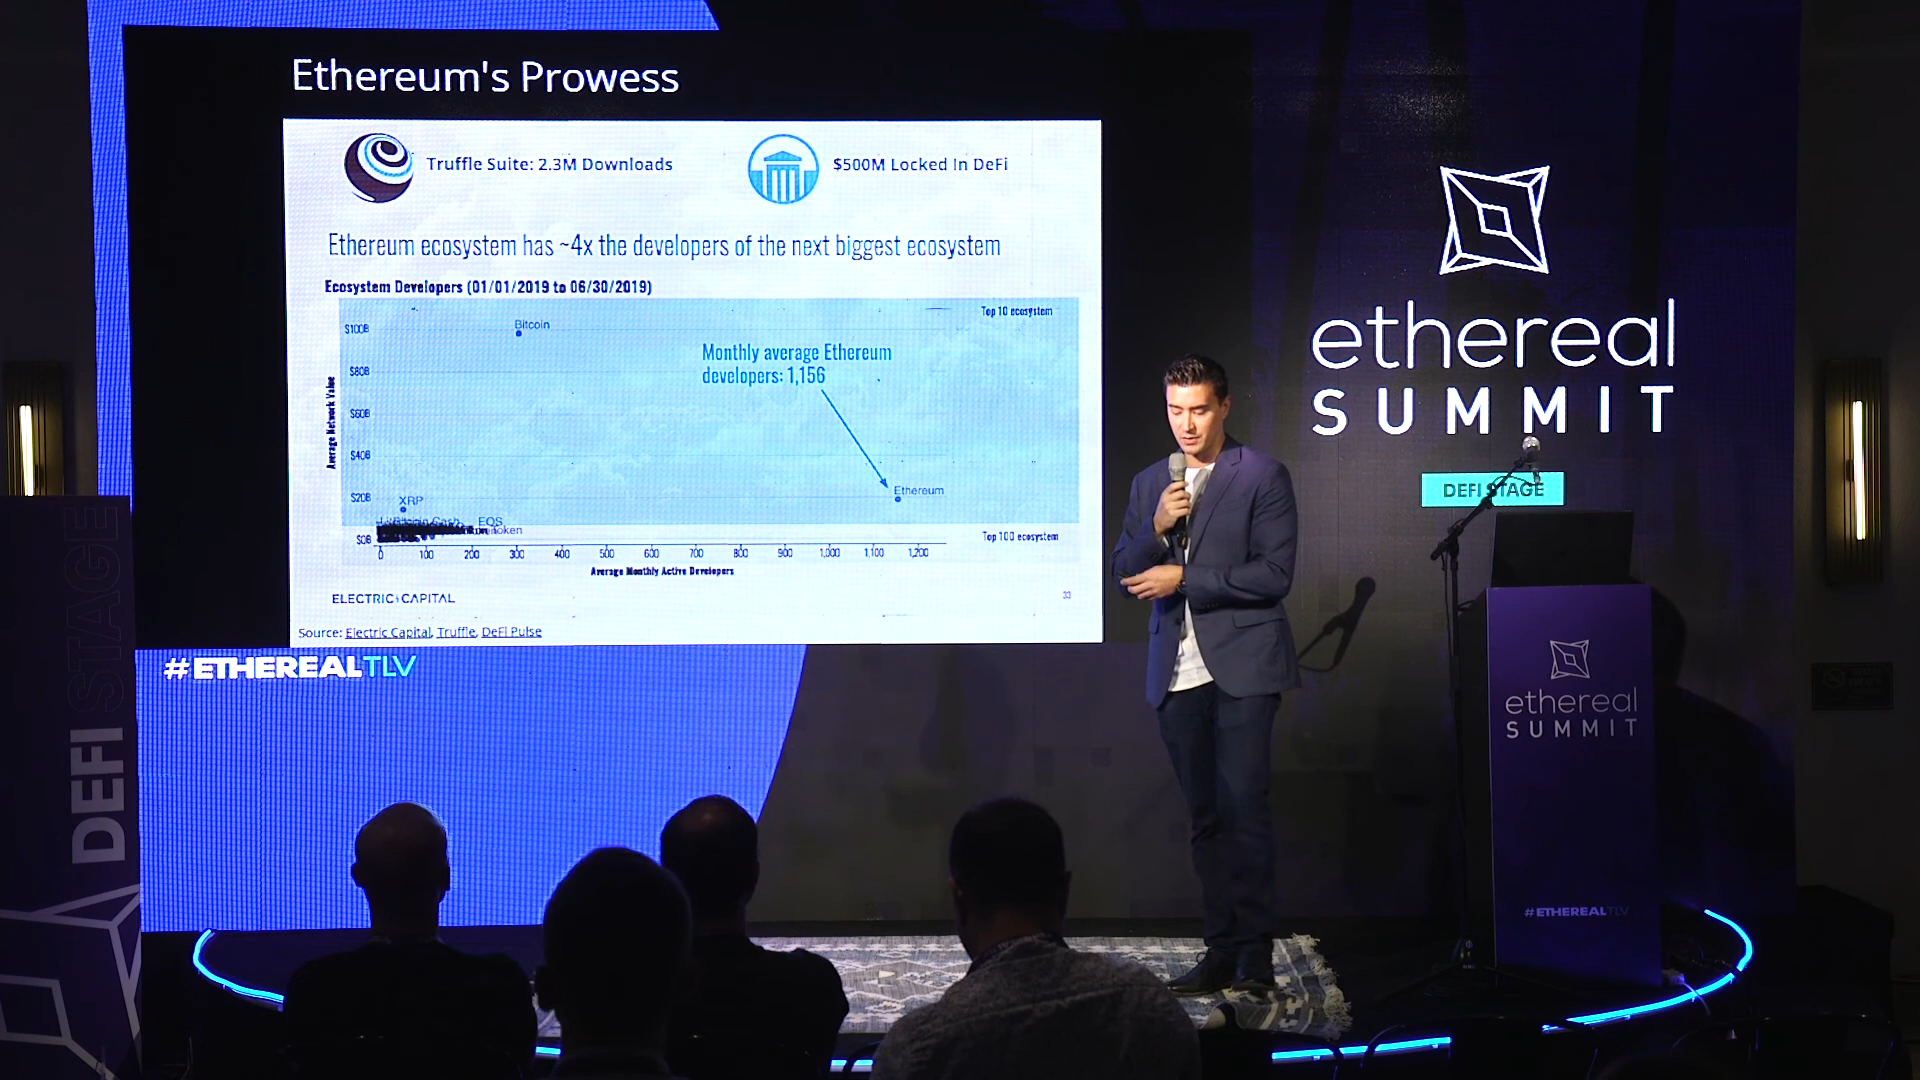 Ethereum's Prowess
Truffle Suite: 2.3M Downloads
$500M Locked In DeFi
Ethereum ecosystem has ~4x the developers of the next biggest ecosystem
Ecosystem Developers (01/01/2019 to 06/30/2019)
Top 10 ecosystem
$100B
Bitcoin
Monthly average Ethereum
developers: 1,156
$80B
$60B
$40B
$20B
$0B
Average Network Value
XRP
Ethereum
Bitcoin Cash
EOS
Top 100 ecosystem
0 100 200 300 400 500 600 700 800 900 1,000 1,100 1,200
Average Monthly Active Developers
ELECTRIC CAPITAL
33
Source: Electric Capital, Truffle, DeFi Pulse
#ETHEREALTLV
ethereal
SUMMIT
DEFI STAGE
ethereal
SUMMIT
#ETHEREALTLV
DEFI STAGE